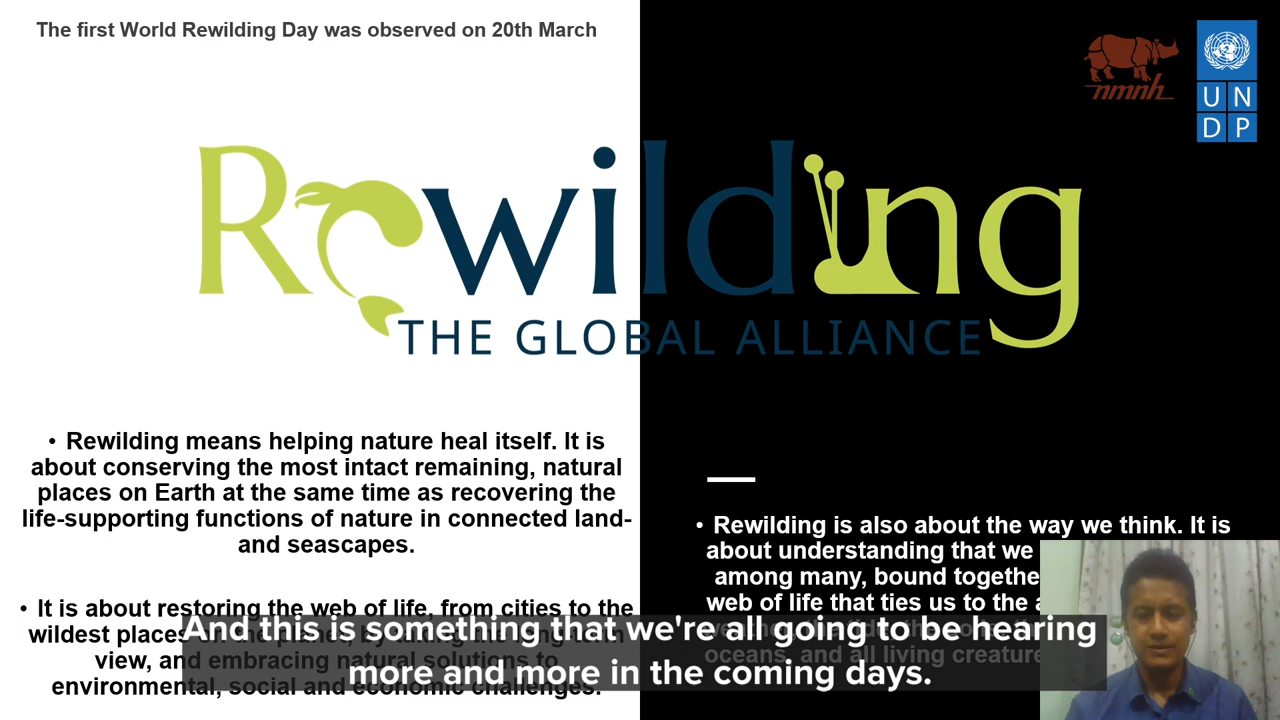 The first World Rewilding Day was observed on 20th March
nmnh
U N
D P
Rewilding
THE GLOBAL ALLIANCE
• Rewilding means helping nature heal itself. It is
about conserving the most intact remaining, natural
places on Earth at the same time as recovering the
life-supporting functions of nature in connected land-
and seascapes.
• It is about restoring the web of life, from cities to the
wildest places
view, and embracing natural solutions to
environmental, social and economic challenges.
• Rewilding is also about the way we think. It is
about understanding that we
among many, bound togethe
web of life that ties us to the
oceans, and all living creature
And this is something that we're all going to be hearing
more and more in the coming days.